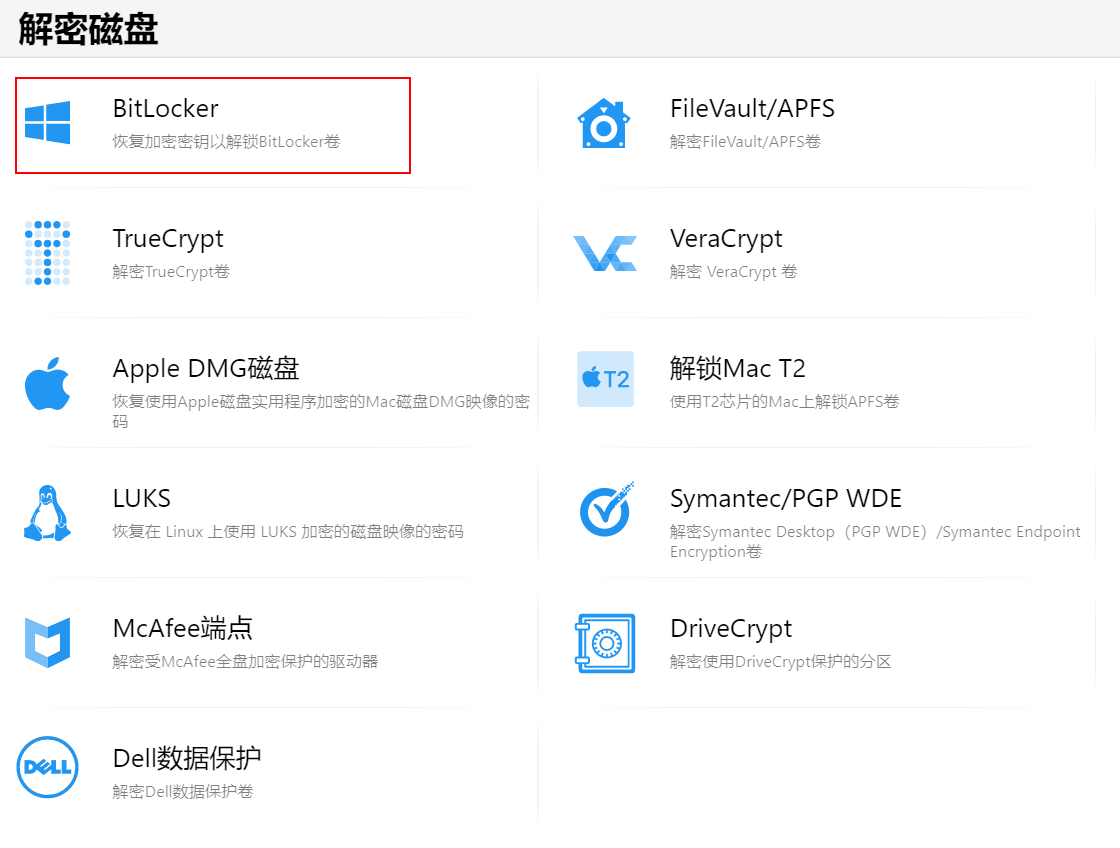 解密磁盘
BitLocker
恢复加密密钥以解锁BitLocker卷
FileVault/APFS
解密FileVault/APFS卷
TrueCrypt
解密TrueCrypt卷
VeraCrypt
解密 VeraCrypt 卷
Apple DMG磁盘
恢复使用Apple磁盘实用程序加密的Mac磁盘DMG映像的密
码
T2
解锁Mac T2
使用T2芯片的Mac上解锁APFS卷
LUKS
恢复在 Linux 上使用 LUKS 加密的磁盘映像的密码
Symantec/PGP WDE
解密Symantec Desktop（PGP WDE）/Symantec Endpoint
Encryption卷
McAfee端点
解密受McAfee全盘加密保护的驱动器
DriveCrypt
解密使用DriveCrypt保护的分区
DELL
Dell数据保护
解密Dell数据保护卷